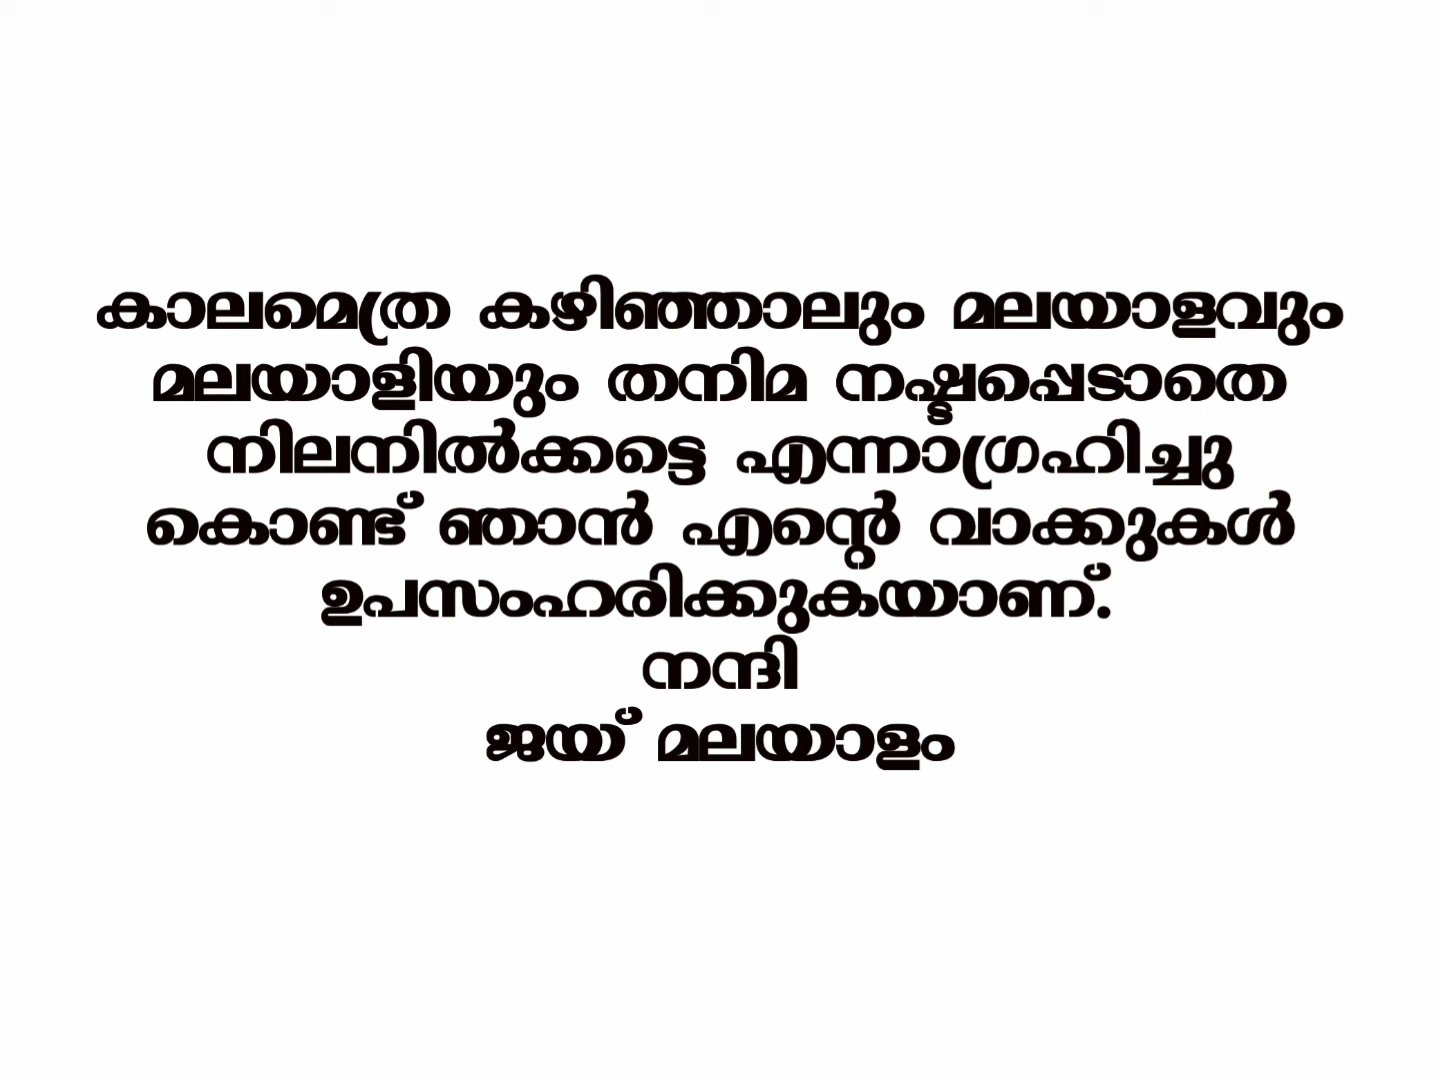 കാലമെത്ര കഴിഞ്ഞാലും മലയാളവും
മലയാളിയും തനിമ നഷ്ടപ്പെടാതെ
നിലനിൽക്കട്ടെ എന്നാഗ്രഹിച്ചു
കൊണ്ട് ഞാൻ എന്റെ വാക്കുകൾ
ഉപസംഹരിക്കുകയാണ്.
നന്ദി
ജയ് മലയാളം